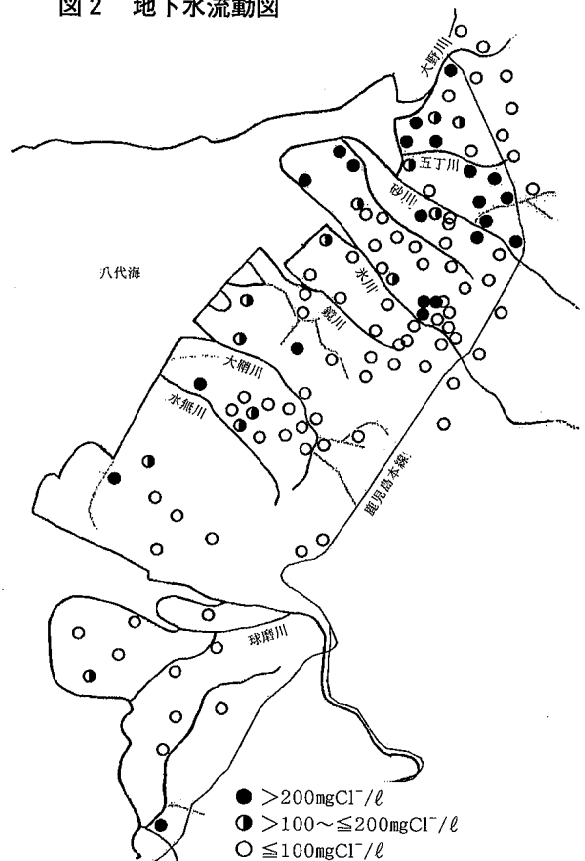 図2 地下水流動図
大野川
五丁川
砂川
氷川
鏡川
八代海
大鞘川
水無川
鹿児島本線
球磨川
>200mgCl⁻/ℓ
>100～≦200mgCl⁻/ℓ
≦100mgCl⁻/ℓ